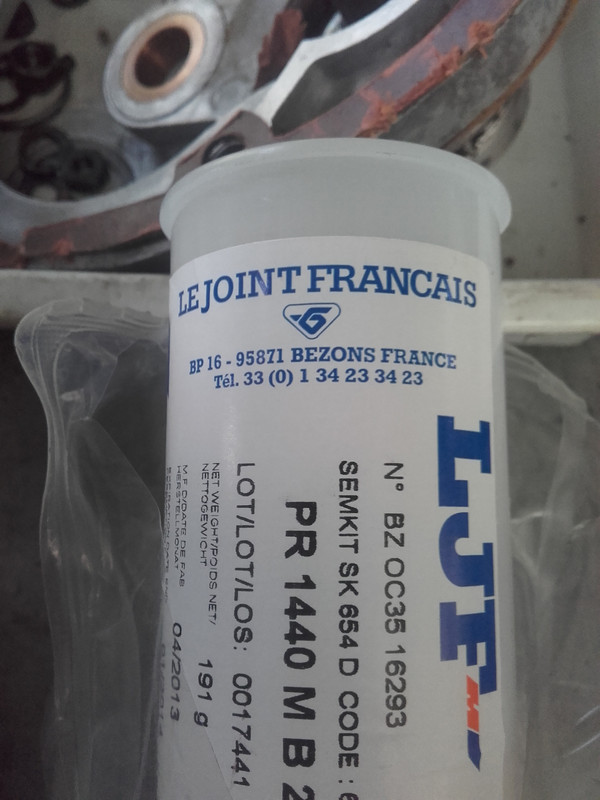 LE JOINT FRANCAIS
BP 16 - 95871 BEZONS FRANCE
Tél. 33 (0) 1 34 23 34 23
LJF
N° BZ OC35 16293
SEMKIT SK 654 D CODE : 6
PR 1440 M B 2
LOT/LOT/LOS: 0017441
NET WEIGHT/POIDS NET/
NETTOGEWICHT 191 g
M.F.D/DATE DE FAB
HERSTELLMONAT 04/2013